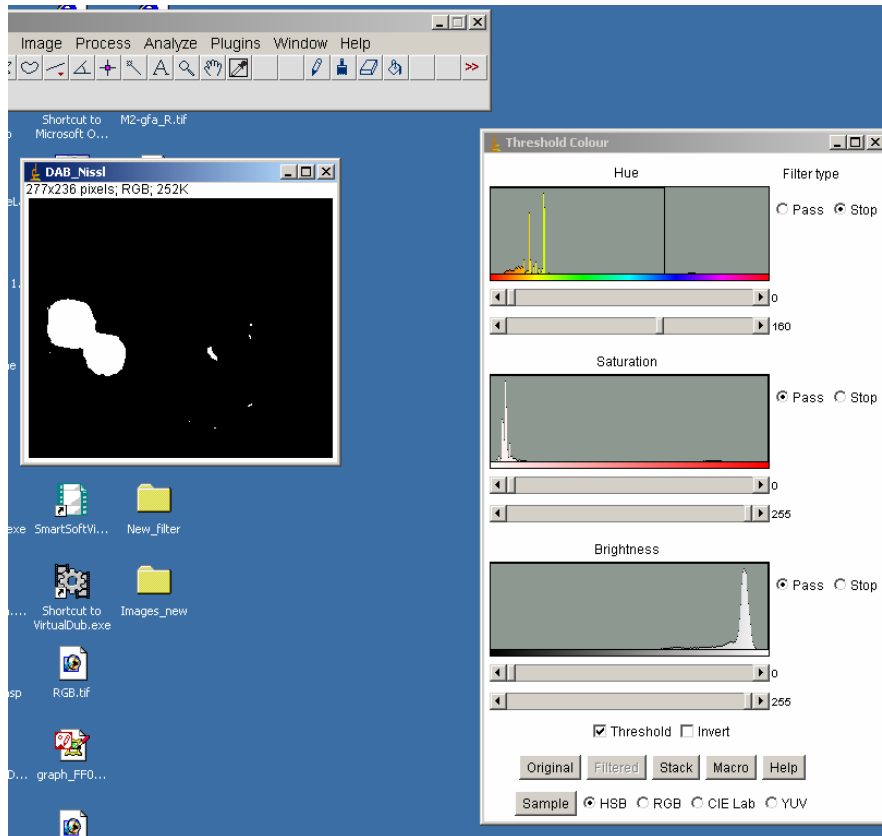 Image Process Analyze Plugins Window Help
A
>>
Shortcut to
Microsoft O...
M2-gfa_R.tif
DAB_Nissl
277x236 pixels; RGB; 252K
Threshold Colour
Hue
Filter type
Pass Stop
0
160
Saturation
Pass Stop
0
255
Brightness
Pass Stop
0
255
Threshold Invert
Original Filtered Stack Macro Help
Sample HSB RGB CIE Lab YUV
1.
exe
SmartSoftVi...
New_filter
Shortcut to
VirtualDub.exe
Images_new
RGB.tif
graph_FF0...